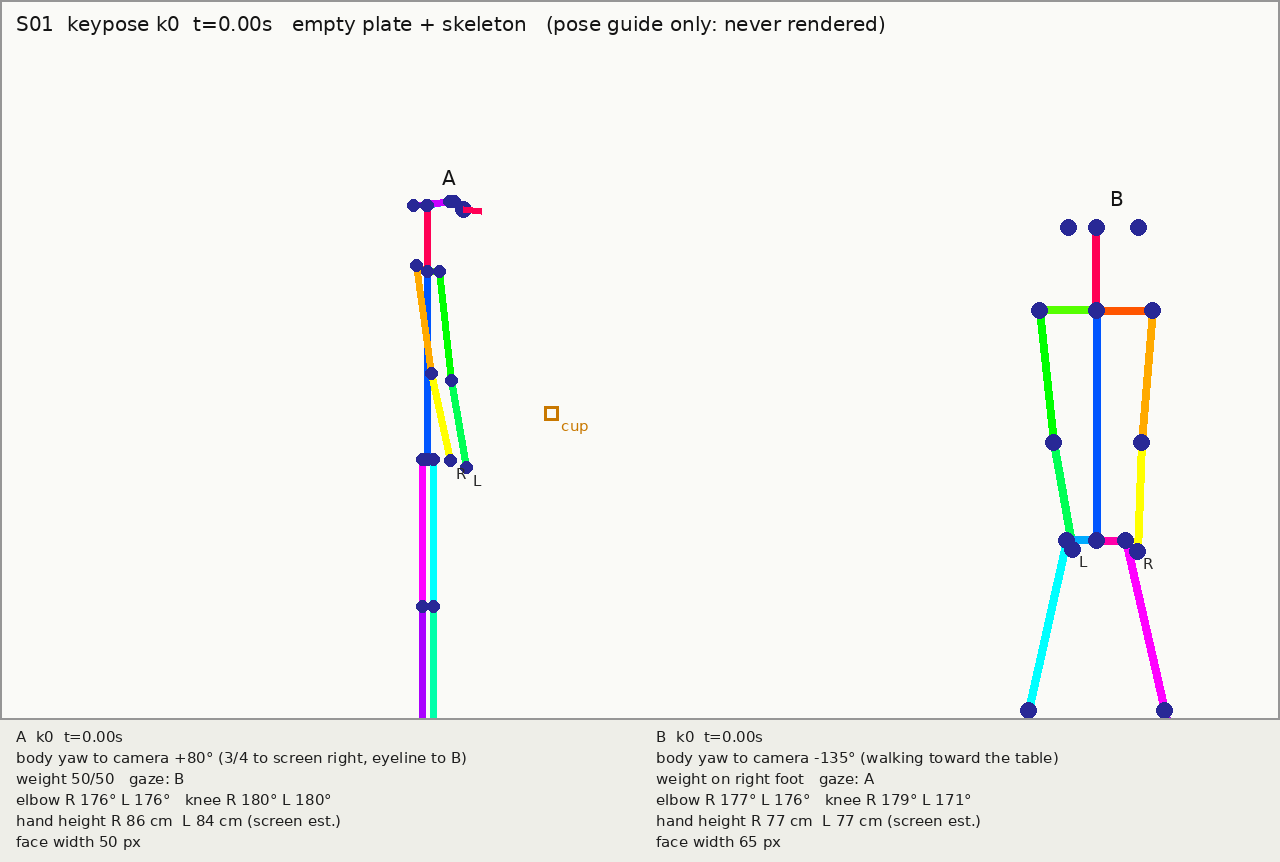 S01  keypose k0  t=0.00s   empty plate + skeleton   (pose guide only: never rendered)
A
B
cup
R
L
L
R
A  k0  t=0.00s
body yaw to camera +80° (3/4 to screen right, eyeline to B)
weight 50/50   gaze: B
elbow R 176° L 176°   knee R 180° L 180°
hand height R 86 cm  L 84 cm (screen est.)
face width 50 px
B  k0  t=0.00s
body yaw to camera -135° (walking toward the table)
weight on right foot   gaze: A
elbow R 177° L 176°   knee R 179° L 171°
hand height R 77 cm  L 77 cm (screen est.)
face width 65 px